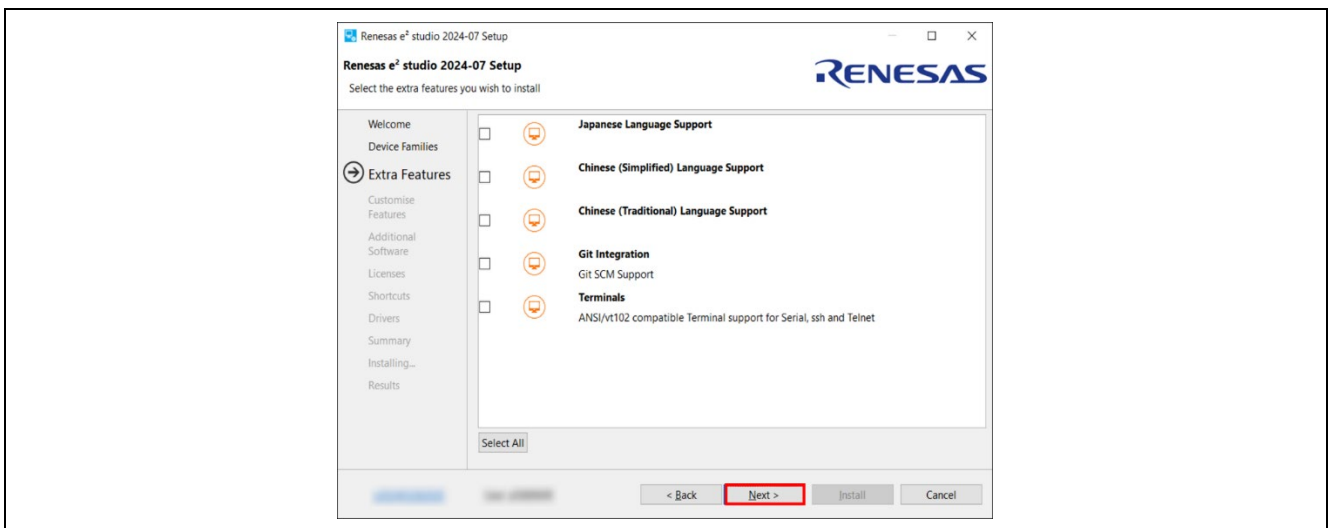 Renesas e² studio 2024-07 Setup
Renesas e² studio 2024-07 Setup
RENESAS
Select the extra features you wish to install
Welcome
Device Families
Extra Features
Customise
Features
Additional
Software
Licenses
Shortcuts
Drivers
Summary
Installing...
Results
Japanese Language Support
Chinese (Simplified) Language Support
Chinese (Traditional) Language Support
Git Integration
Git SCM Support
Terminals
ANSI/vt102 compatible Terminal support for Serial, ssh and Telnet
Select All
< Back
Next >
Install
Cancel